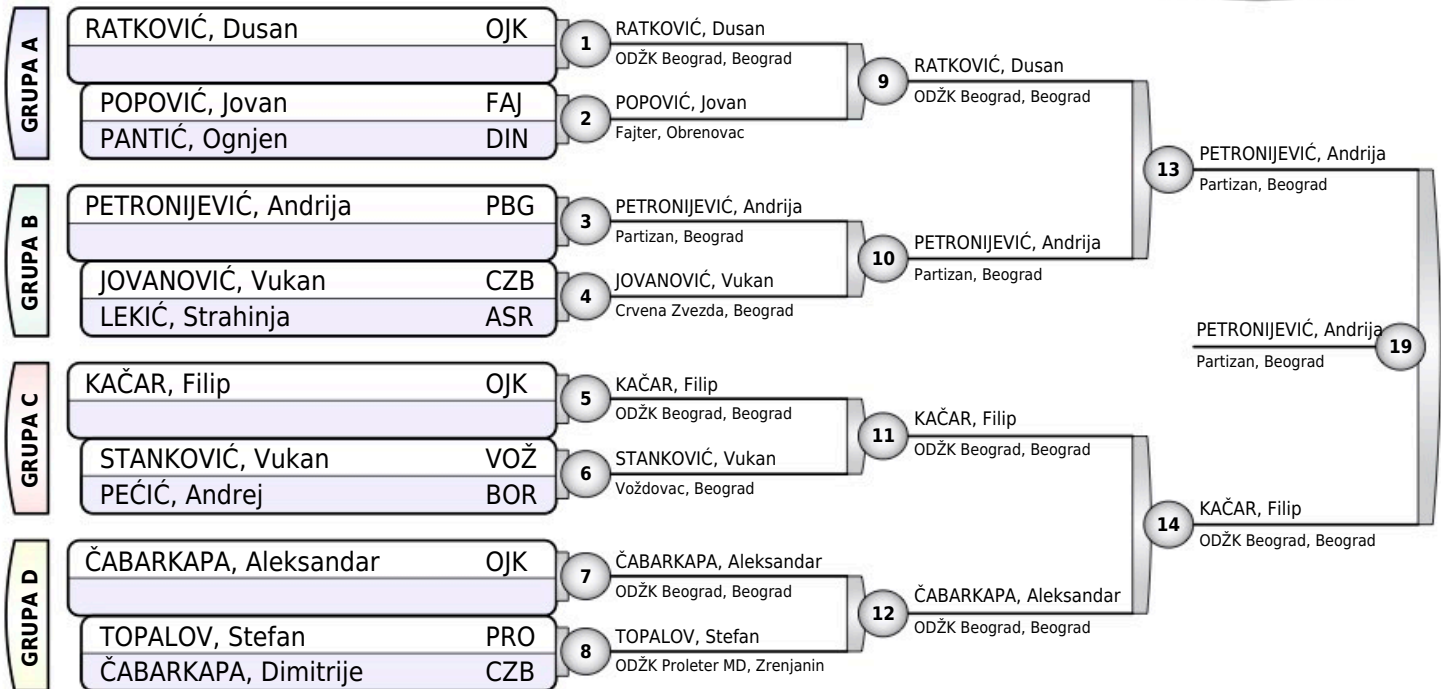 GRUPA A
RATKOVIĆ, Dusan OJK
POPOVIĆ, Jovan FAJ
PANTIĆ, Ognjen DIN
GRUPA B
PETRONIJEVIĆ, Andrija PBG
JOVANOVIĆ, Vukan CZB
LEKIĆ, Strahinja ASR
GRUPA C
KAČAR, Filip OJK
STANKOVIĆ, Vukan VOŽ
PEĆIĆ, Andrej BOR
GRUPA D
ČABARKAPA, Aleksandar OJK
TOPALOV, Stefan PRO
ČABARKAPA, Dimitrije CZB
1
RATKOVIĆ, Dusan
ODŽK Beograd, Beograd
2
POPOVIĆ, Jovan
Fajter, Obrenovac
3
PETRONIJEVIĆ, Andrija
Partizan, Beograd
4
JOVANOVIĆ, Vukan
Crvena Zvezda, Beograd
5
KAČAR, Filip
ODŽK Beograd, Beograd
6
STANKOVIĆ, Vukan
Voždovac, Beograd
7
ČABARKAPA, Aleksandar
ODŽK Beograd, Beograd
8
TOPALOV, Stefan
ODŽK Proleter MD, Zrenjanin
9
RATKOVIĆ, Dusan
ODŽK Beograd, Beograd
10
PETRONIJEVIĆ, Andrija
Partizan, Beograd
11
KAČAR, Filip
ODŽK Beograd, Beograd
12
ČABARKAPA, Aleksandar
ODŽK Beograd, Beograd
13
PETRONIJEVIĆ, Andrija
Partizan, Beograd
14
KAČAR, Filip
ODŽK Beograd, Beograd
PETRONIJEVIĆ, Andrija
Partizan, Beograd
19